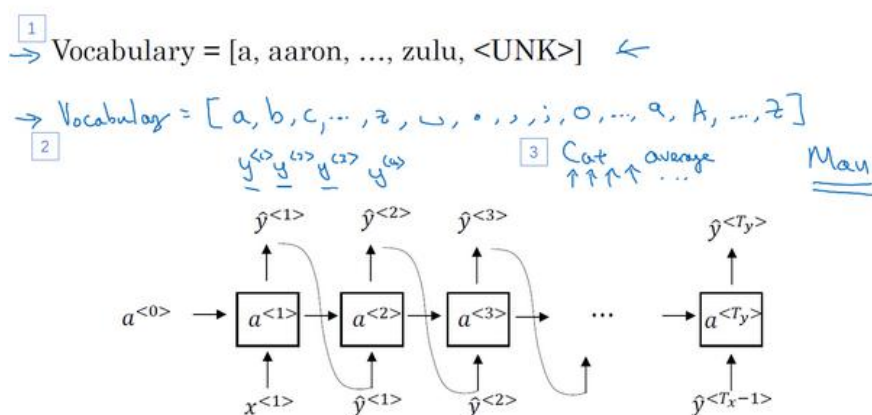 1
→ Vocabulary = [a, aaron, ..., zulu, <UNK>] ←
→ Vocabulary = [a, b, c, ..., z, ␣, ., ,, ;, 0, ..., 9, A, ..., Z]
2
y<1> y<2> y<3> y<4>
3
Cat average
↑ ↑ ↑ ↑ ...
Mau
ŷ<1> ŷ<2> ŷ<3> ŷ<Ty>
a<0> → a<1> → a<2> → a<3> → ... → a<Ty>
x<1> ŷ<1> ŷ<2> ŷ<Tx−1>